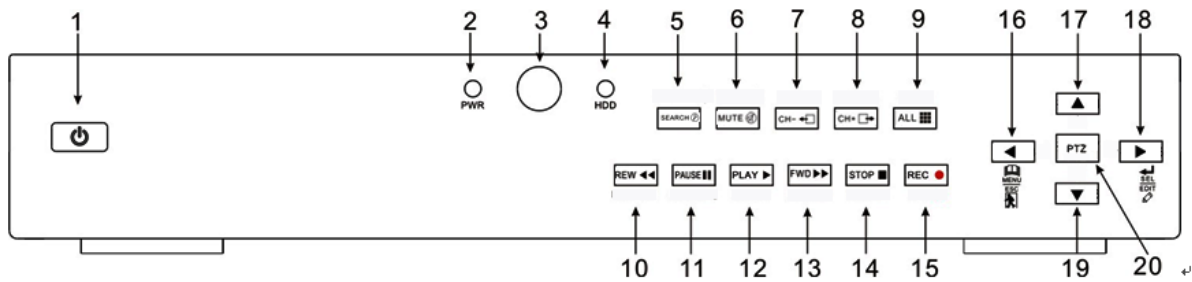 1 2 3 4 5 6 7 8 9 16 17 18
PWR HDD
SEARCH MUTE CH- CH+ ALL
PTZ
REW PAUSE PLAY FWD STOP REC
MENU
ESC
SEL
EDIT
10 11 12 13 14 15 19 20